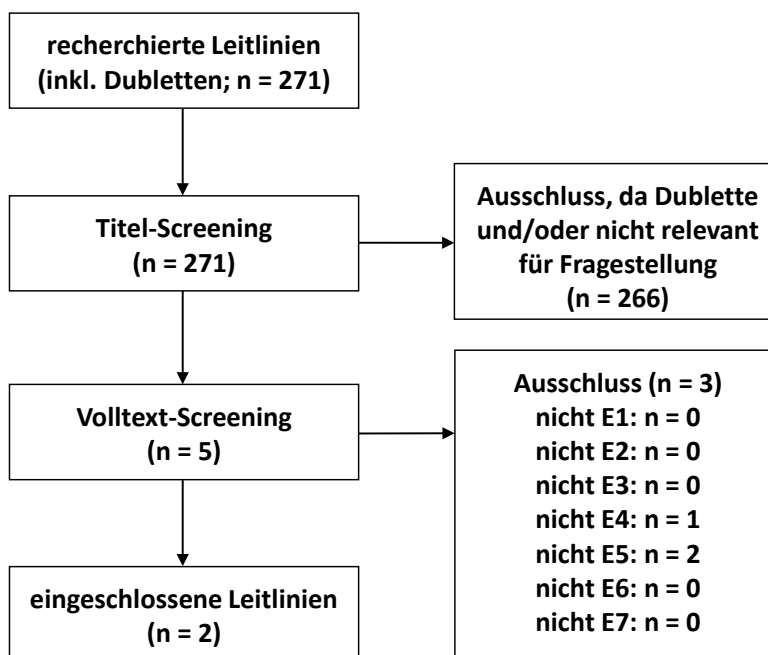 recherchierte Leitlinien
(inkl. Dubletten; n = 271)
Titel-Screening
(n = 271)
Ausschluss, da Dublette
und/oder nicht relevant
für Fragestellung
(n = 266)
Volltext-Screening
(n = 5)
Ausschluss (n = 3)
nicht E1: n = 0
nicht E2: n = 0
nicht E3: n = 0
nicht E4: n = 1
nicht E5: n = 2
nicht E6: n = 0
nicht E7: n = 0
eingeschlossene Leitlinien
(n = 2)